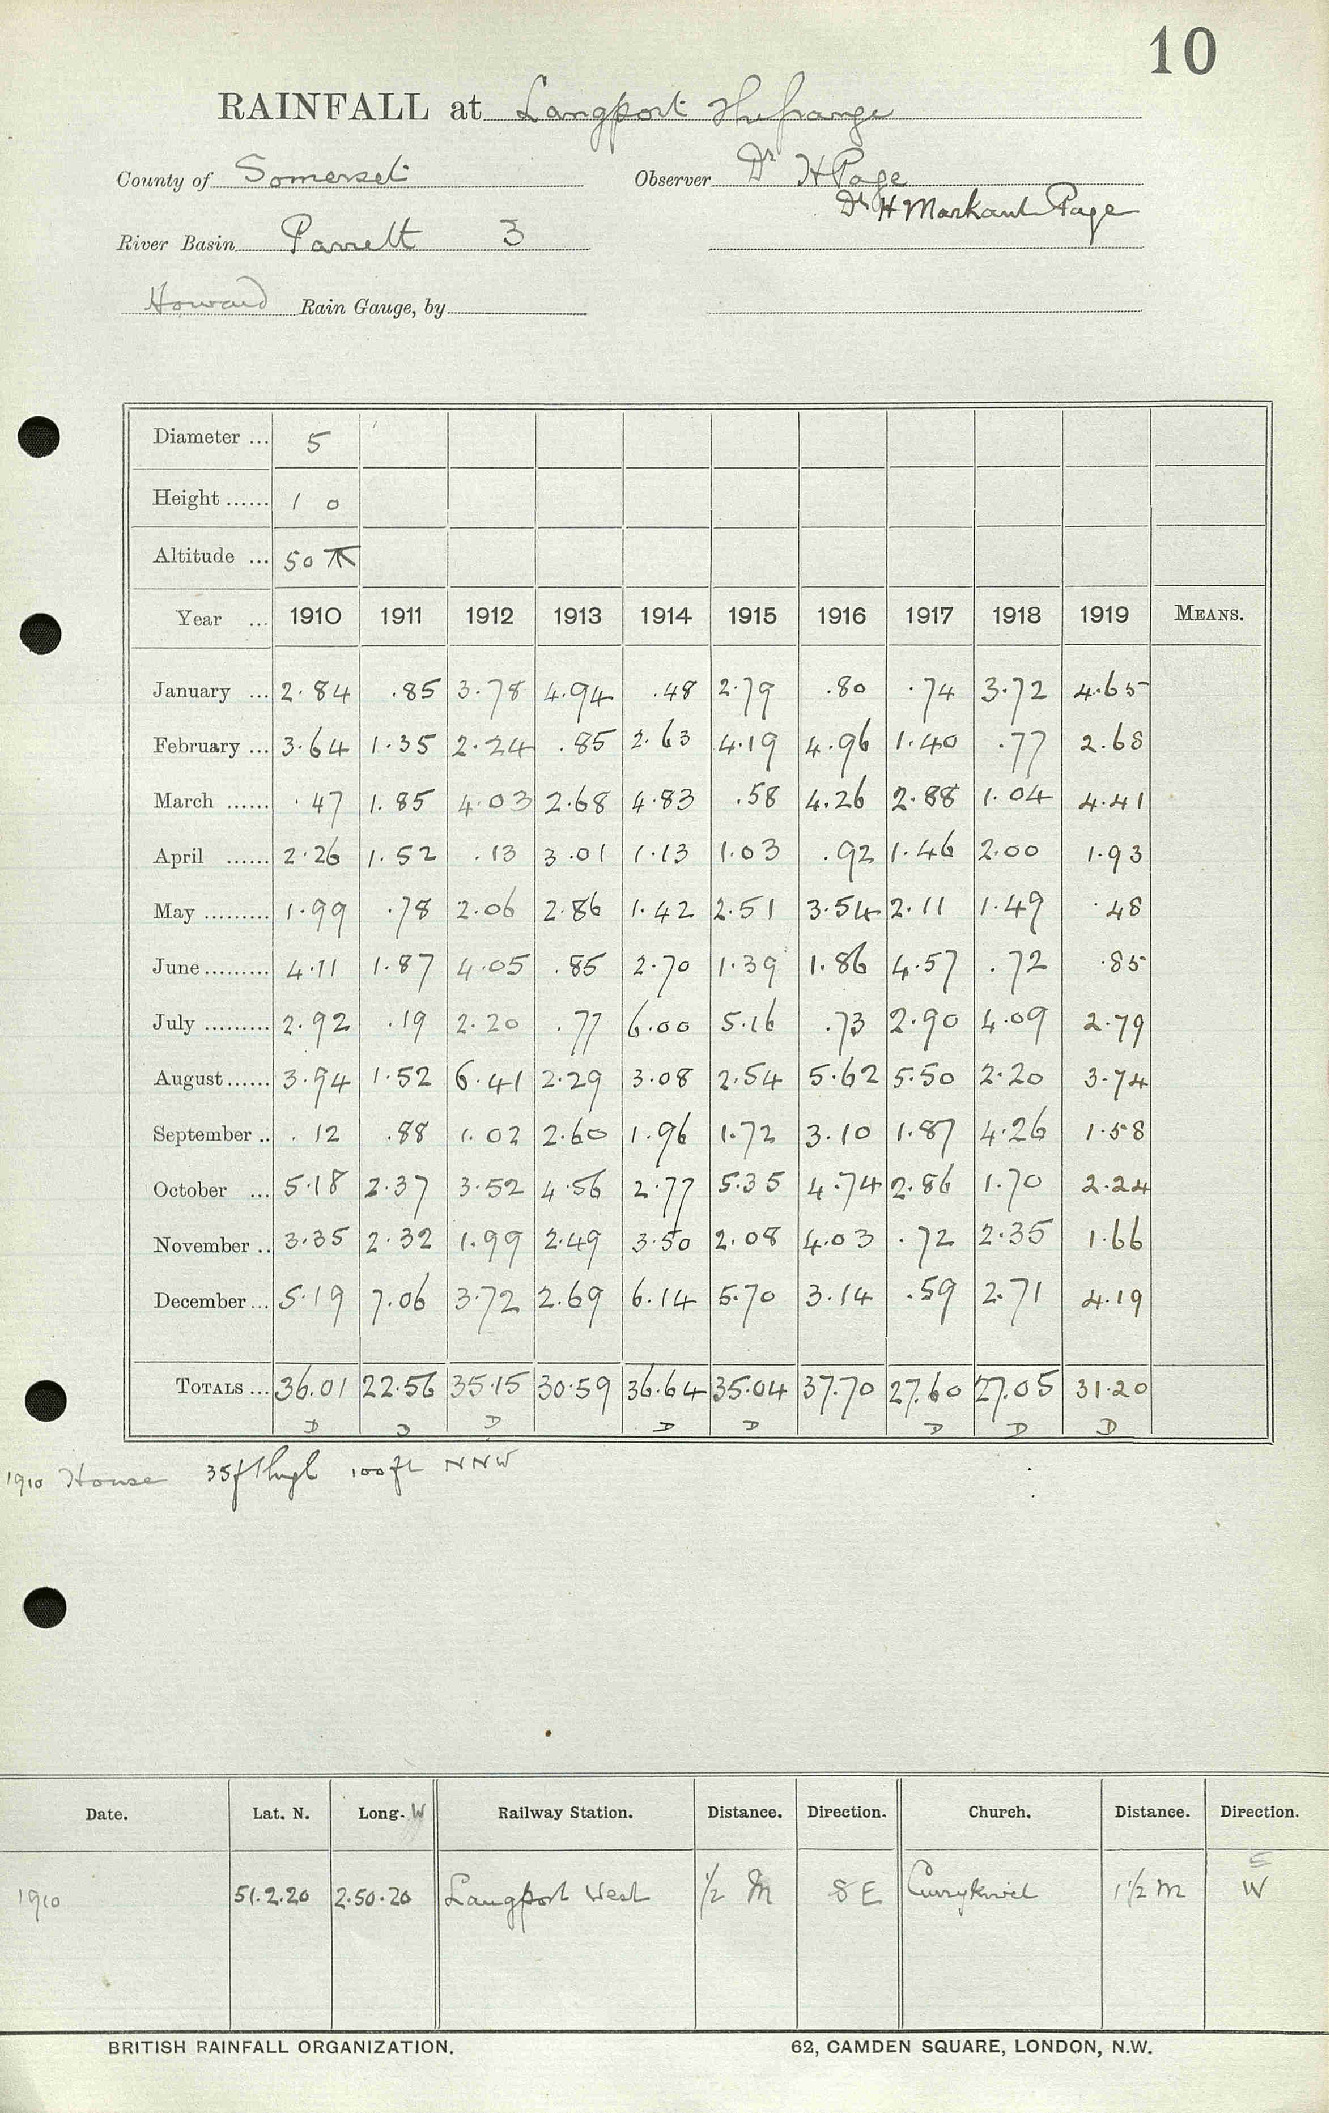 10
RAINFALL at Langport The Grange
County of Somerset Observer Dr H Page
Dr H Markant Page
River Basin Parrett 3
Howard Rain Gauge, by
Diameter ... 5
Height ...... 1 0
Altitude ... 50
Year ... 1910 1911 1912 1913 1914 1915 1916 1917 1918 1919 MEANS.
January ... 2.84 .85 3.78 4.94 .48 2.79 .80 .74 3.72 4.65
February ... 3.64 1.35 2.24 .85 2.63 4.19 4.96 1.40 .77 2.68
March ...... .47 1.85 4.03 2.68 4.83 .58 4.26 2.88 1.04 4.41
April ...... 2.26 1.52 .13 3.01 1.13 1.03 .92 1.46 2.00 1.93
May ......... 1.99 .78 2.06 2.86 1.42 2.51 3.54 2.11 1.49 .48
June ......... 4.11 1.87 4.05 .85 2.70 1.39 1.86 4.57 .72 .85
July ......... 2.92 .19 2.20 .77 6.00 5.16 .73 2.90 4.09 2.79
August ...... 3.94 1.52 6.41 2.29 3.08 2.54 5.62 5.50 2.20 3.74
September .. .12 .88 1.02 2.60 1.96 1.72 3.10 1.87 4.26 1.58
October ... 5.18 2.37 3.52 4.56 2.77 5.35 4.74 2.86 1.70 2.24
November .. 3.35 2.32 1.99 2.49 3.50 2.08 4.03 .72 2.35 1.66
December ... 5.19 7.06 3.72 2.69 6.14 5.70 3.14 .59 2.71 4.19
TOTALS ... 36.01 22.56 35.15 30.59 36.64 35.04 37.70 27.60 27.05 31.20
D D D D D D D D
1910 House 35ft high 100ft NNW
Date. Lat. N. Long. W Railway Station. Distance. Direction. Church. Distance. Direction.
E
1910 51.2.20 2.50.20 Langport West 1/2 M SE Curry Rivel 1 1/2 M W
BRITISH RAINFALL ORGANIZATION. 62, CAMDEN SQUARE, LONDON, N.W.